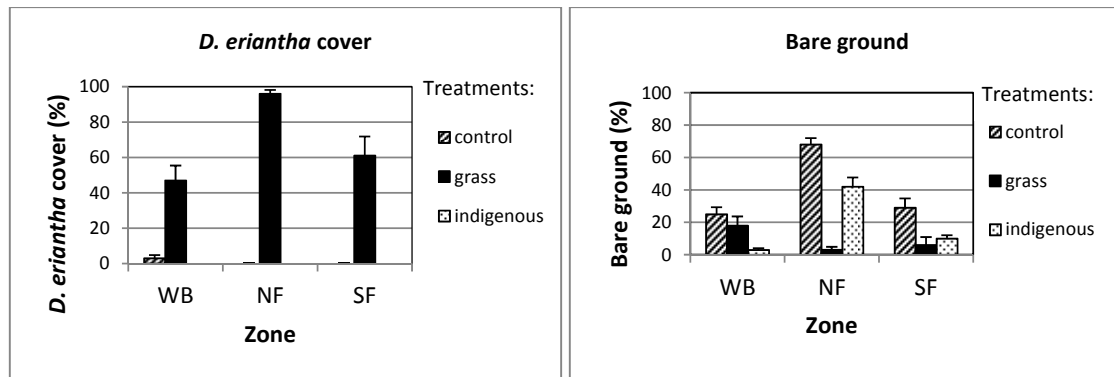 D. eriantha cover
D. eriantha cover (%)
100
80
60
40
20
0
WB NF SF
Zone
Treatments:
control
grass
indigenous
Bare ground
Bare ground (%)
100
80
60
40
20
0
WB NF SF
Zone
Treatments:
control
grass
indigenous